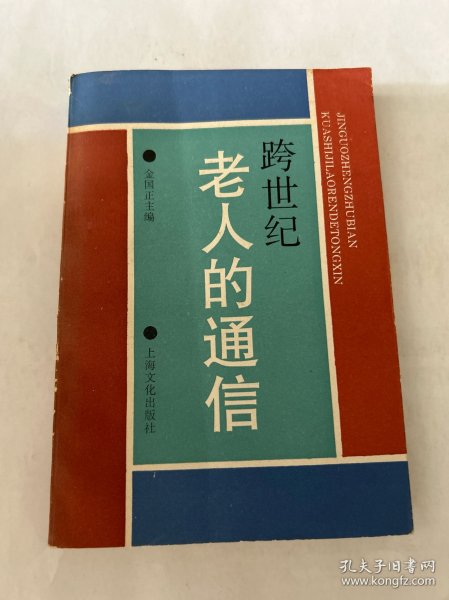 JINGUOZHENGZHUBIAN
KUASHIJILAORENDETONGXIN
跨世纪
老人的通信
●金国正主编
●上海文化出版社
孔夫子旧书网
www.kongfz.com